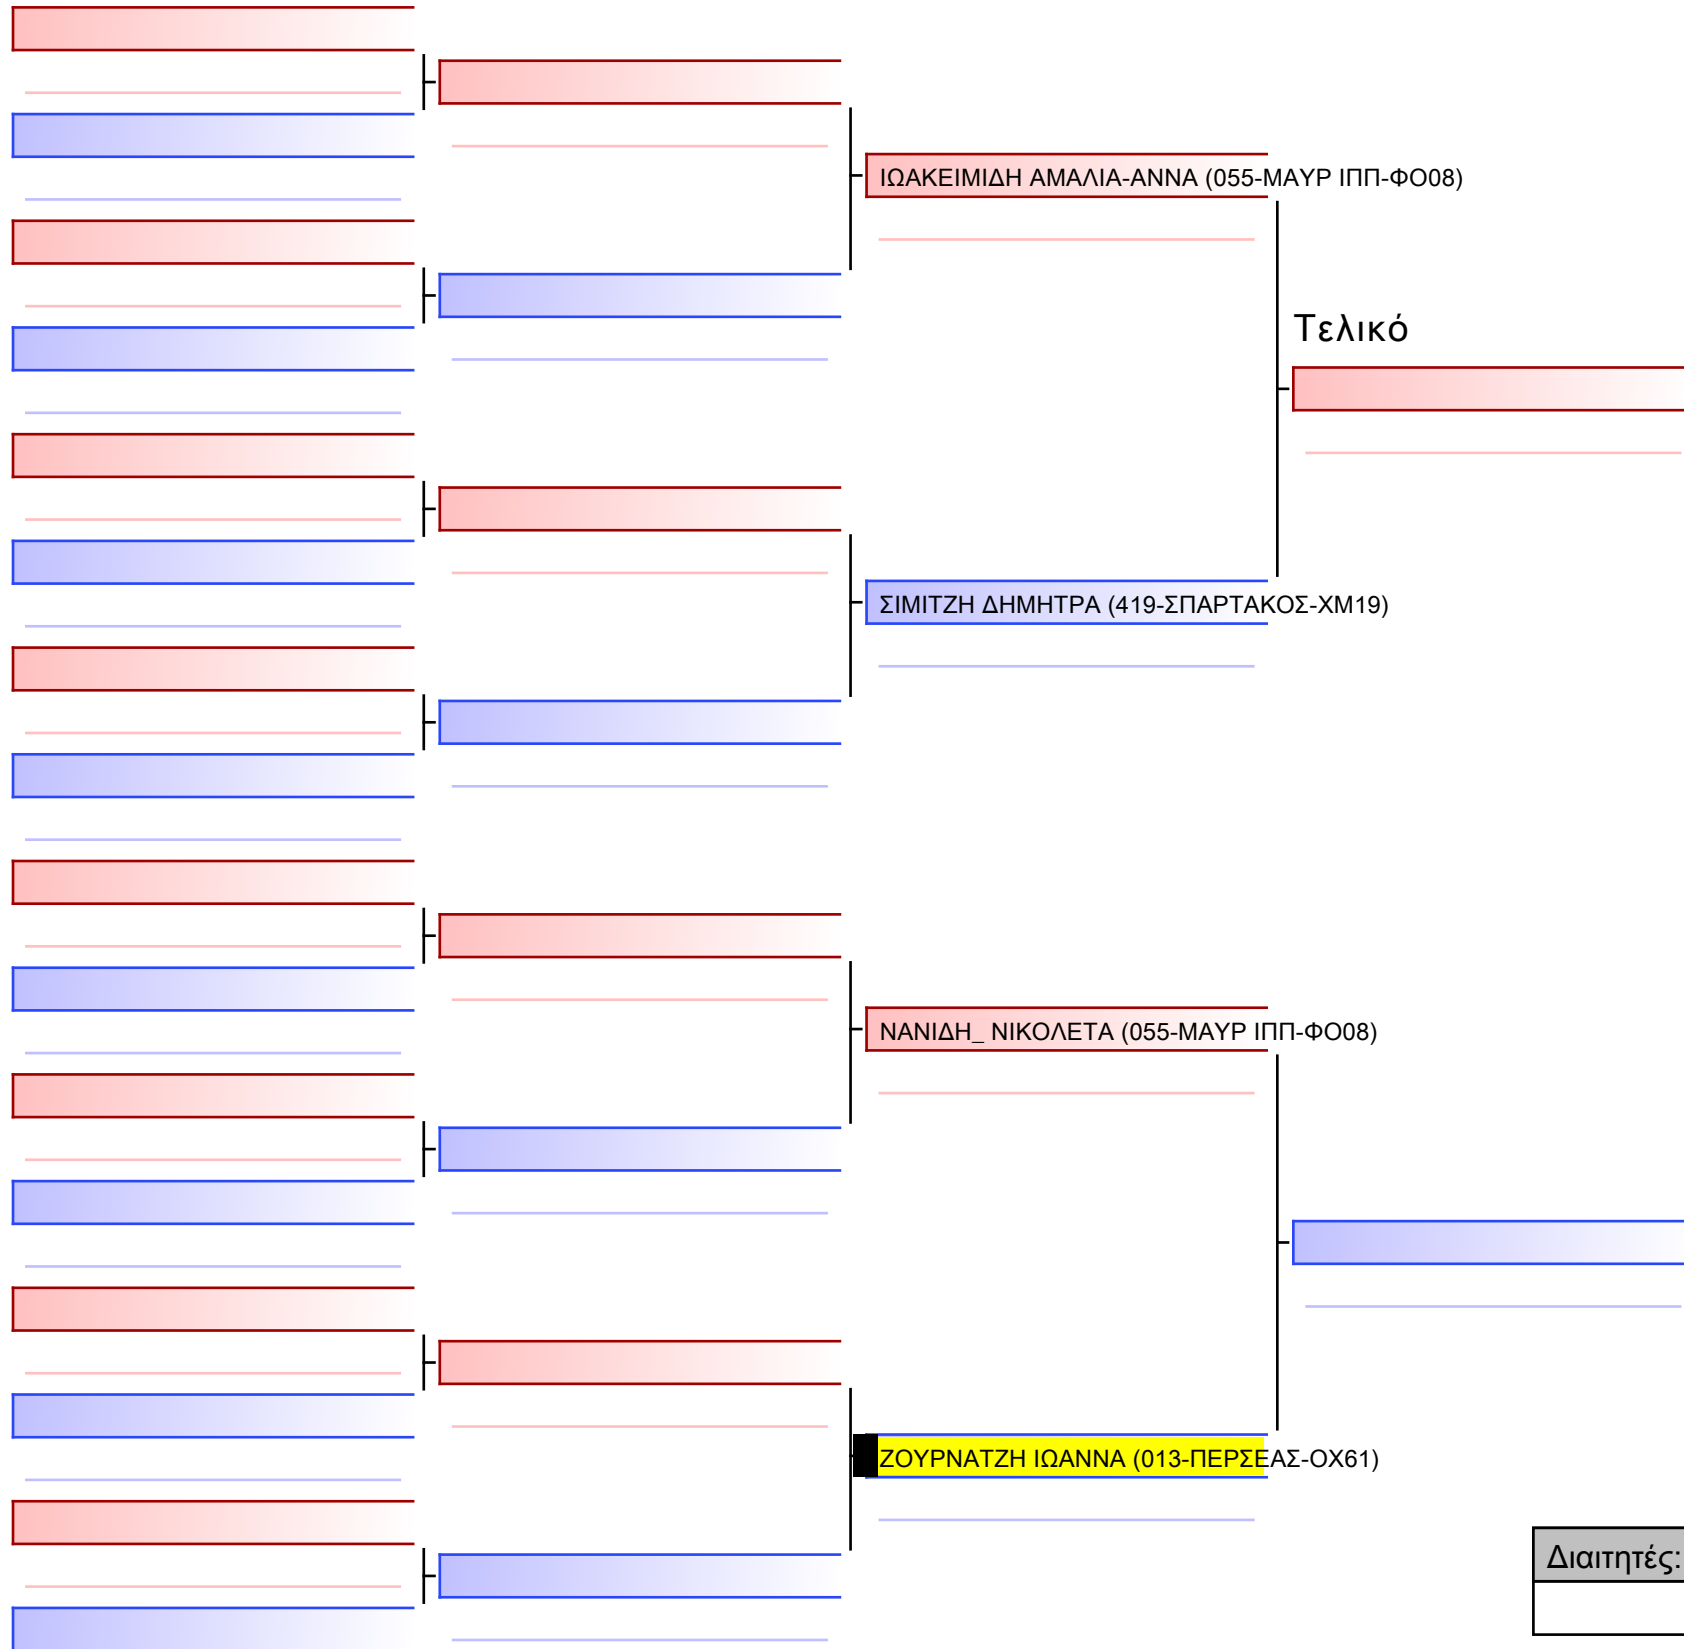 ΙΩΑΚΕΙΜΙΔΗ ΑΜΑΛΙΑ-ΑΝΝΑ (055-ΜΑΥΡ ΙΠΠ-ΦΟ08)
Τελικό
ΣΙΜΙΤΖΗ ΔΗΜΗΤΡΑ (419-ΣΠΑΡΤΑΚΟΣ-ΧΜ19)
ΝΑΝΙΔΗ_ ΝΙΚΟΛΕΤΑ (055-ΜΑΥΡ ΙΠΠ-ΦΟ08)
ΖΟΥΡΝΑΤΖΗ ΙΩΑΝΝΑ (013-ΠΕΡΣΕΑΣ-ΟΧ61)
Διαιτητές: